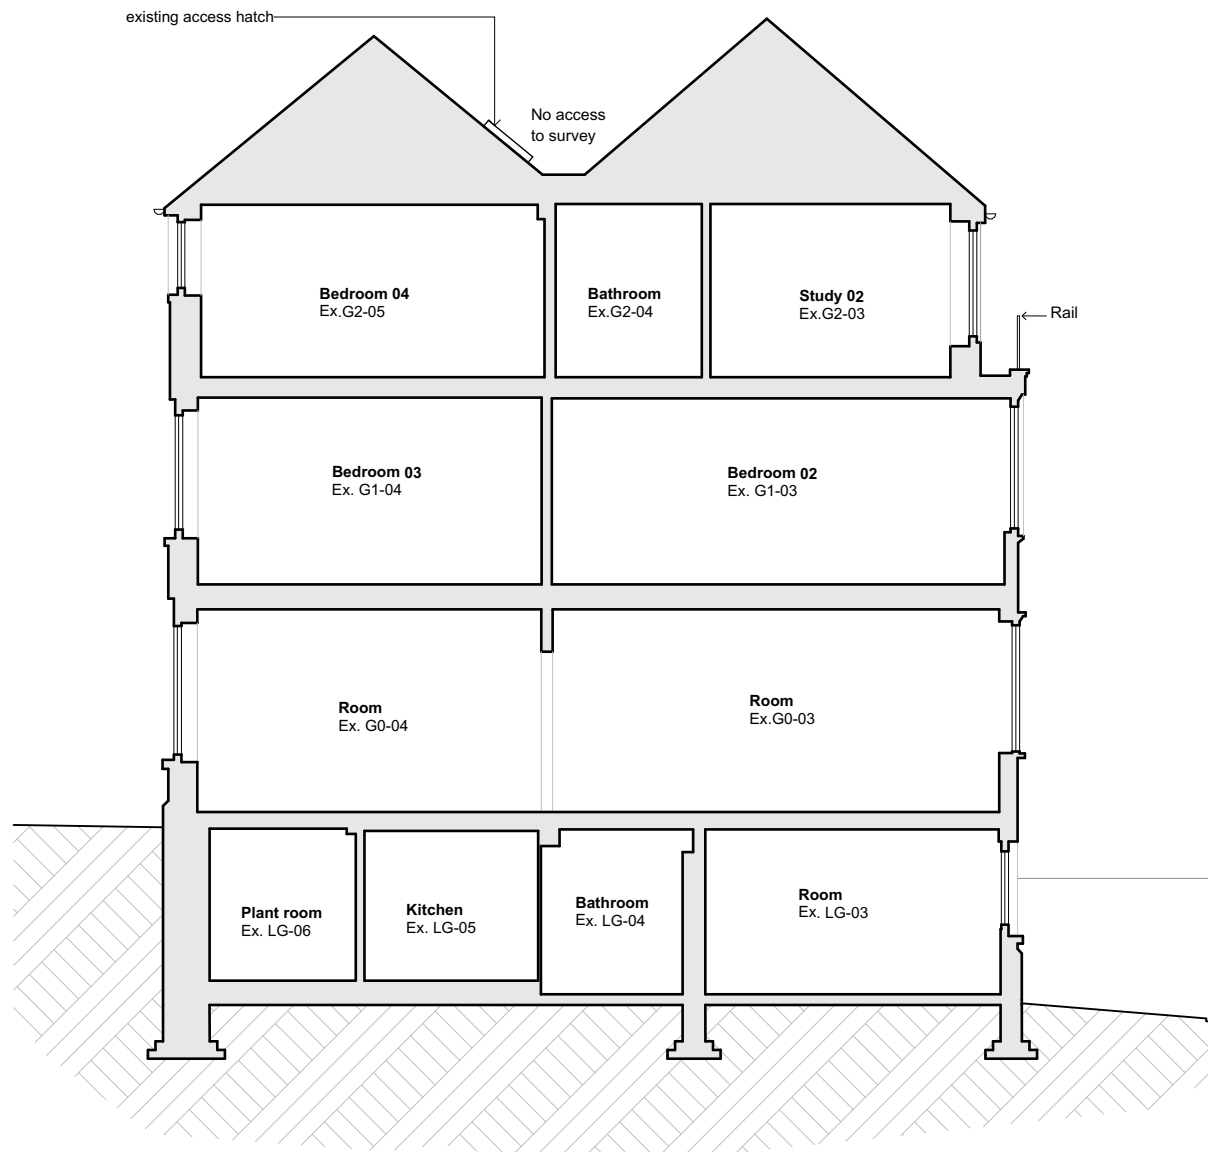 existing access hatch
No access
to survey
Bedroom 04
Ex.G2-05
Bathroom
Ex.G2-04
Study 02
Ex.G2-03
Rail
Bedroom 03
Ex. G1-04
Bedroom 02
Ex. G1-03
Room
Ex. G0-04
Room
Ex.G0-03
Plant room
Ex. LG-06
Kitchen
Ex. LG-05
Bathroom
Ex. LG-04
Room
Ex. LG-03